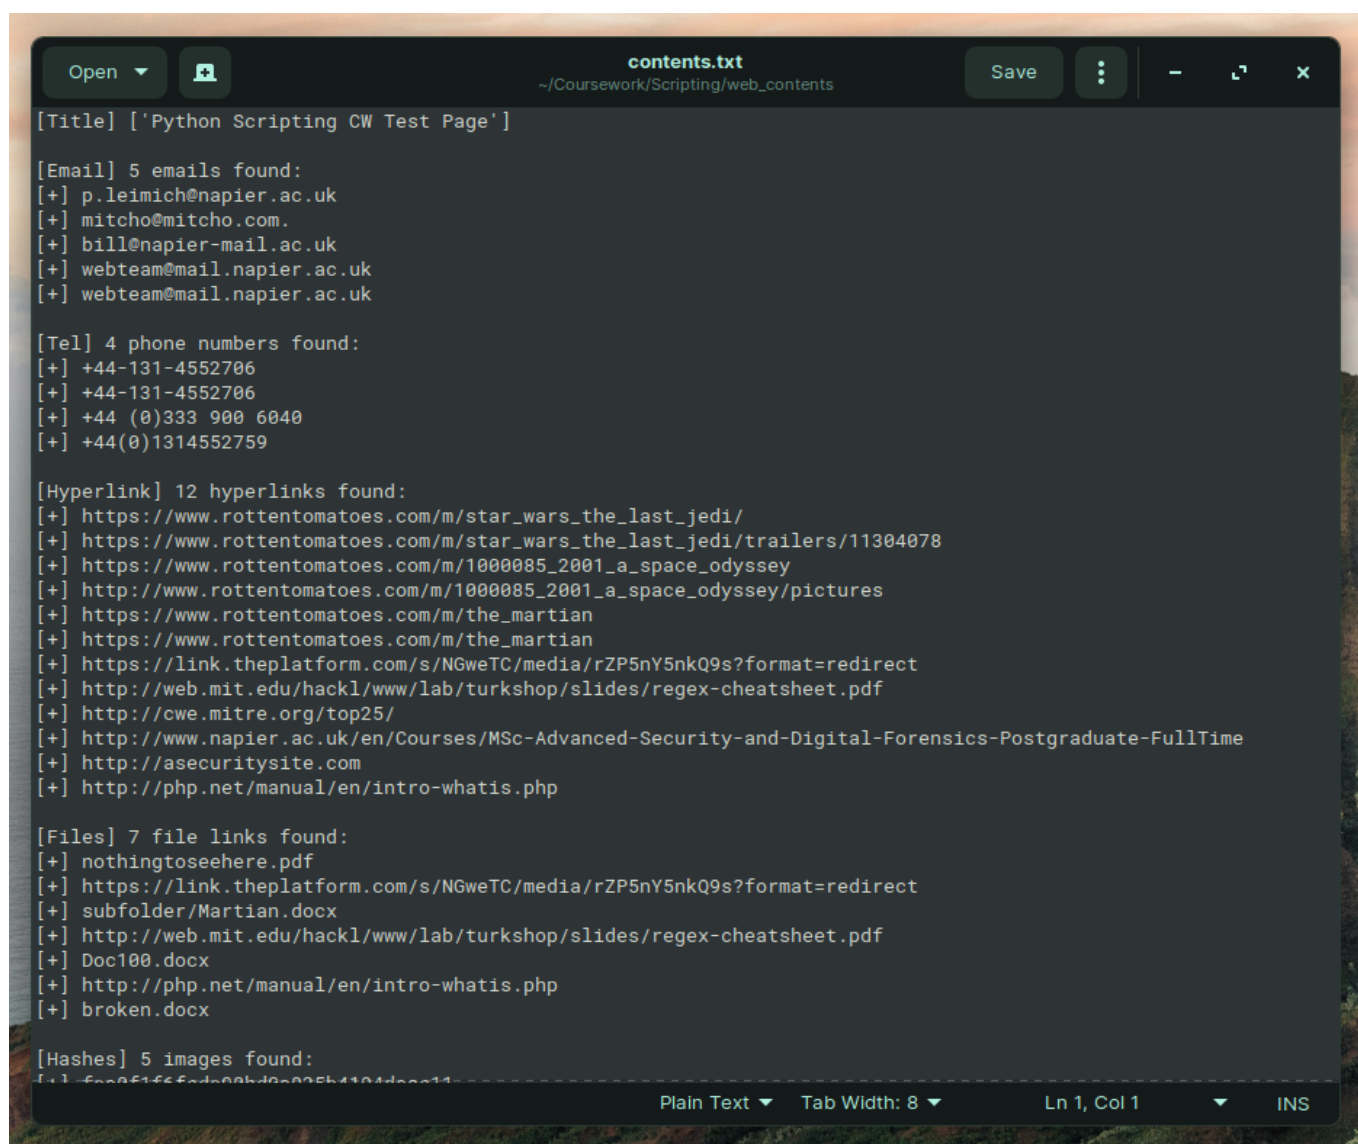 Open
contents.txt
~/Coursework/Scripting/web_contents
Save
[Title] ['Python Scripting CW Test Page']
[Email] 5 emails found:
[+] p.leimich@napier.ac.uk
[+] mitcho@mitcho.com.
[+] bill@napier-mail.ac.uk
[+] webteam@mail.napier.ac.uk
[+] webteam@mail.napier.ac.uk
[Tel] 4 phone numbers found:
[+] +44-131-4552706
[+] +44-131-4552706
[+] +44 (0)333 900 6040
[+] +44(0)1314552759
[Hyperlink] 12 hyperlinks found:
[+] https://www.rottentomatoes.com/m/star_wars_the_last_jedi/
[+] https://www.rottentomatoes.com/m/star_wars_the_last_jedi/trailers/11304078
[+] https://www.rottentomatoes.com/m/1000085_2001_a_space_odyssey
[+] http://www.rottentomatoes.com/m/1000085_2001_a_space_odyssey/pictures
[+] https://www.rottentomatoes.com/m/the_martian
[+] https://www.rottentomatoes.com/m/the_martian
[+] https://link.theplatform.com/s/NGweTC/media/rZP5nY5nkQ9s?format=redirect
[+] http://web.mit.edu/hackl/www/lab/turkshop/slides/regex-cheatsheet.pdf
[+] http://cwe.mitre.org/top25/
[+] http://www.napier.ac.uk/en/Courses/MSc-Advanced-Security-and-Digital-Forensics-Postgraduate-FullTime
[+] http://asecuritysite.com
[+] http://php.net/manual/en/intro-whatis.php
[Files] 7 file links found:
[+] nothingtoseehere.pdf
[+] https://link.theplatform.com/s/NGweTC/media/rZP5nY5nkQ9s?format=redirect
[+] subfolder/Martian.docx
[+] http://web.mit.edu/hackl/www/lab/turkshop/slides/regex-cheatsheet.pdf
[+] Doc100.docx
[+] http://php.net/manual/en/intro-whatis.php
[+] broken.docx
[Hashes] 5 images found:
Plain Text
Tab Width: 8
Ln 1, Col 1
INS